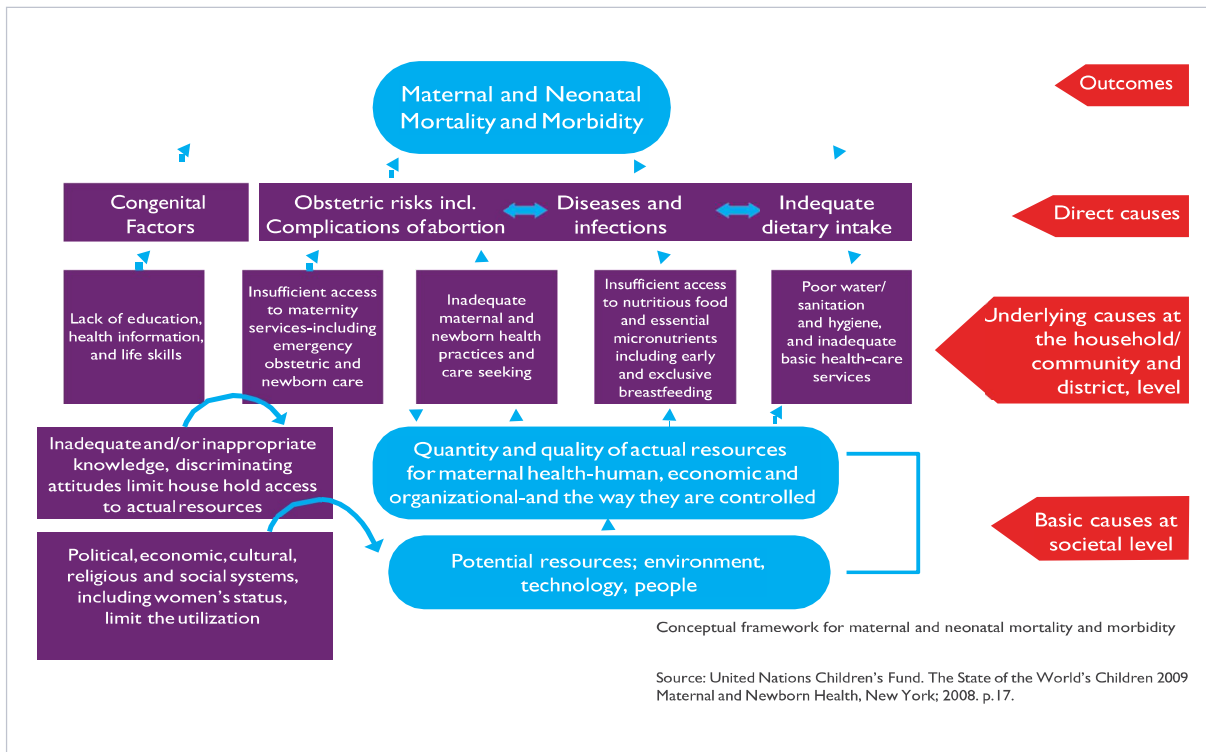 Maternal and Neonatal
Mortality and Morbidity
Outcomes
Congenital
Factors
Obstetric risks incl.
Complications of abortion
Diseases and
infections
Indequate
dietary intake
Direct causes
Lack of education,
health information,
and life skills
Insufficient access
to maternity
services-including
emergency
obstetric and
newborn care
Inadequate
maternal and
newborn health
practices and
care seeking
Insufficient access
to nutritious food
and essential
micronutrients
including early
and exclusive
breastfeeding
Poor water/
sanitation
and hygiene,
and inadequate
basic health-care
services
Underlying causes at
the household/
community and
district, level
Inadequate and/or inappropriate
knowledge, discriminating
attitudes limit house hold access
to actual resources
Quantity and quality of actual resources
for maternal health-human, economic and
organizational-and the way they are controlled
Basic causes at
societal level
Political, economic, cultural,
religious and social systems,
including women's status,
limit the utilization
Potential resources; environment,
technology, people
Conceptual framework for maternal and neonatal mortality and morbidity
Source: United Nations Children's Fund. The State of the World's Children 2009
Maternal and Newborn Health, New York; 2008. p.17.